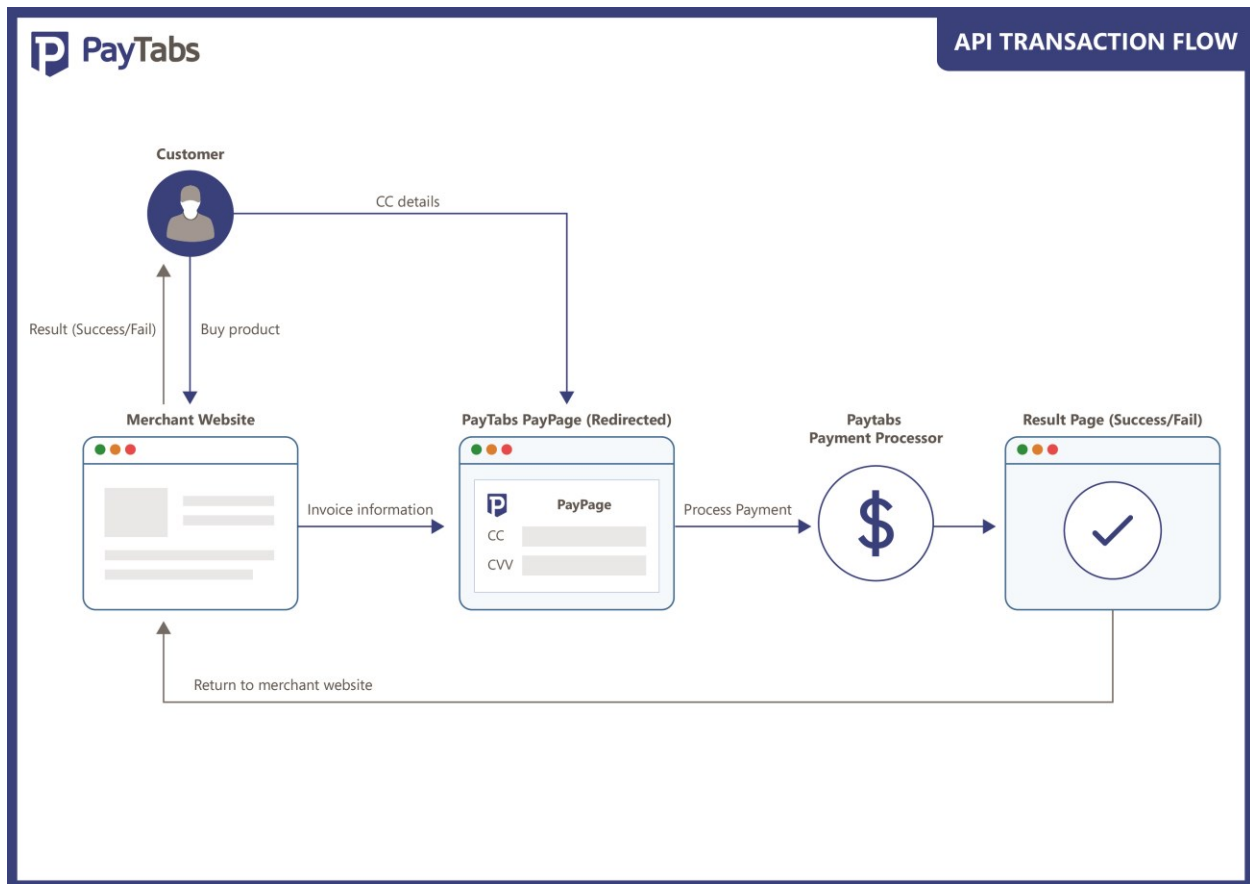 PayTabs
API TRANSACTION FLOW
Customer
CC details
Result (Success/Fail)
Buy product
Merchant Website
PayTabs PayPage (Redirected)
Paytabs
Payment Processor
Result Page (Success/Fail)
Invoice information
PayPage
CC
CVV
Process Payment
Return to merchant website